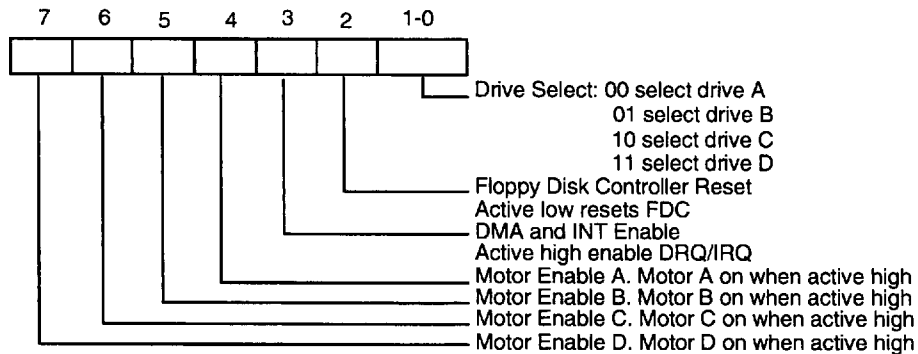 7 6 5 4 3 2 1-0
Drive Select: 00 select drive A
01 select drive B
10 select drive C
11 select drive D
Floppy Disk Controller Reset
Active low resets FDC
DMA and INT Enable
Active high enable DRQ/IRQ
Motor Enable A. Motor A on when active high
Motor Enable B. Motor B on when active high
Motor Enable C. Motor C on when active high
Motor Enable D. Motor D on when active high